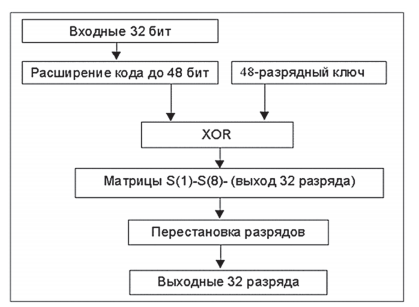 Входные 32 бит
Расширение кода до 48 бит
48-разрядный ключ
XOR
Матрицы S(1)-S(8)- (выход 32 разряда)
Перестановка разрядов
Выходные 32 разряда